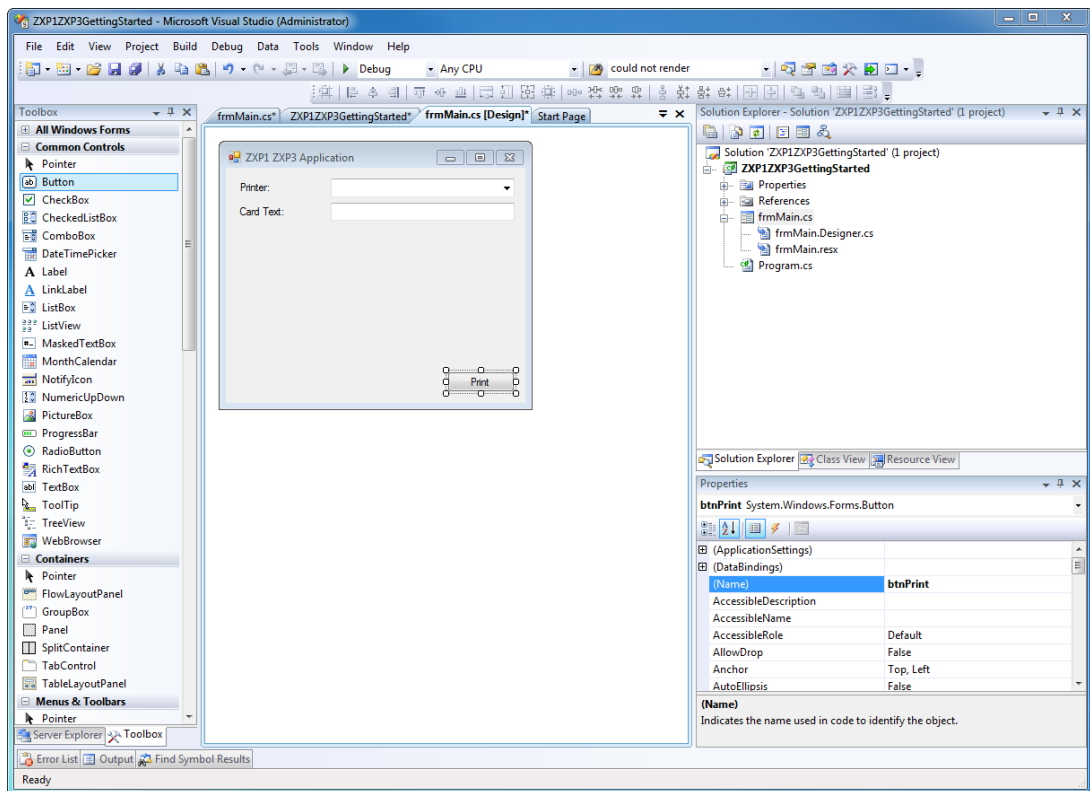 ZXP1ZXP3GettingStarted - Microsoft Visual Studio (Administrator)
File Edit View Project Build Debug Data Tools Window Help
Debug Any CPU could not render
Toolbox
All Windows Forms
Common Controls
Pointer
Button
CheckBox
CheckedListBox
ComboBox
DateTimePicker
Label
LinkLabel
ListBox
ListView
MaskedTextBox
MonthCalendar
NotifyIcon
NumericUpDown
PictureBox
ProgressBar
RadioButton
RichTextBox
TextBox
ToolTip
TreeView
WebBrowser
Containers
Pointer
FlowLayoutPanel
GroupBox
Panel
SplitContainer
TabControl
TableLayoutPanel
Menus & Toolbars
Pointer
Server Explorer Toolbox
frmMain.cs* ZXP1ZXP3GettingStarted* frmMain.cs [Design]* Start Page
ZXP1 ZXP3 Application
Printer:
Card Text:
Print
Solution Explorer - Solution 'ZXP1ZXP3GettingStarted' (1 project)
Solution 'ZXP1ZXP3GettingStarted' (1 project)
ZXP1ZXP3GettingStarted
Properties
References
frmMain.cs
frmMain.Designer.cs
frmMain.resx
Program.cs
Solution Explorer Class View Resource View
Properties
btnPrint System.Windows.Forms.Button
(ApplicationSettings)
(DataBindings)
(Name) btnPrint
AccessibleDescription
AccessibleName
AccessibleRole Default
AllowDrop False
Anchor Top, Left
AutoEllipsis False
(Name)
Indicates the name used in code to identify the object.
Error List Output Find Symbol Results
Ready